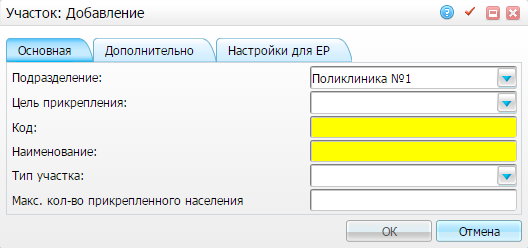 Участок: Добавление
Основная Дополнительно Настройки для ЕР
Подразделение: Поликлиника №1
Цель прикрепления:
Код:
Наименование:
Тип участка:
Макс. кол-во прикрепленного населения
ОК Отмена